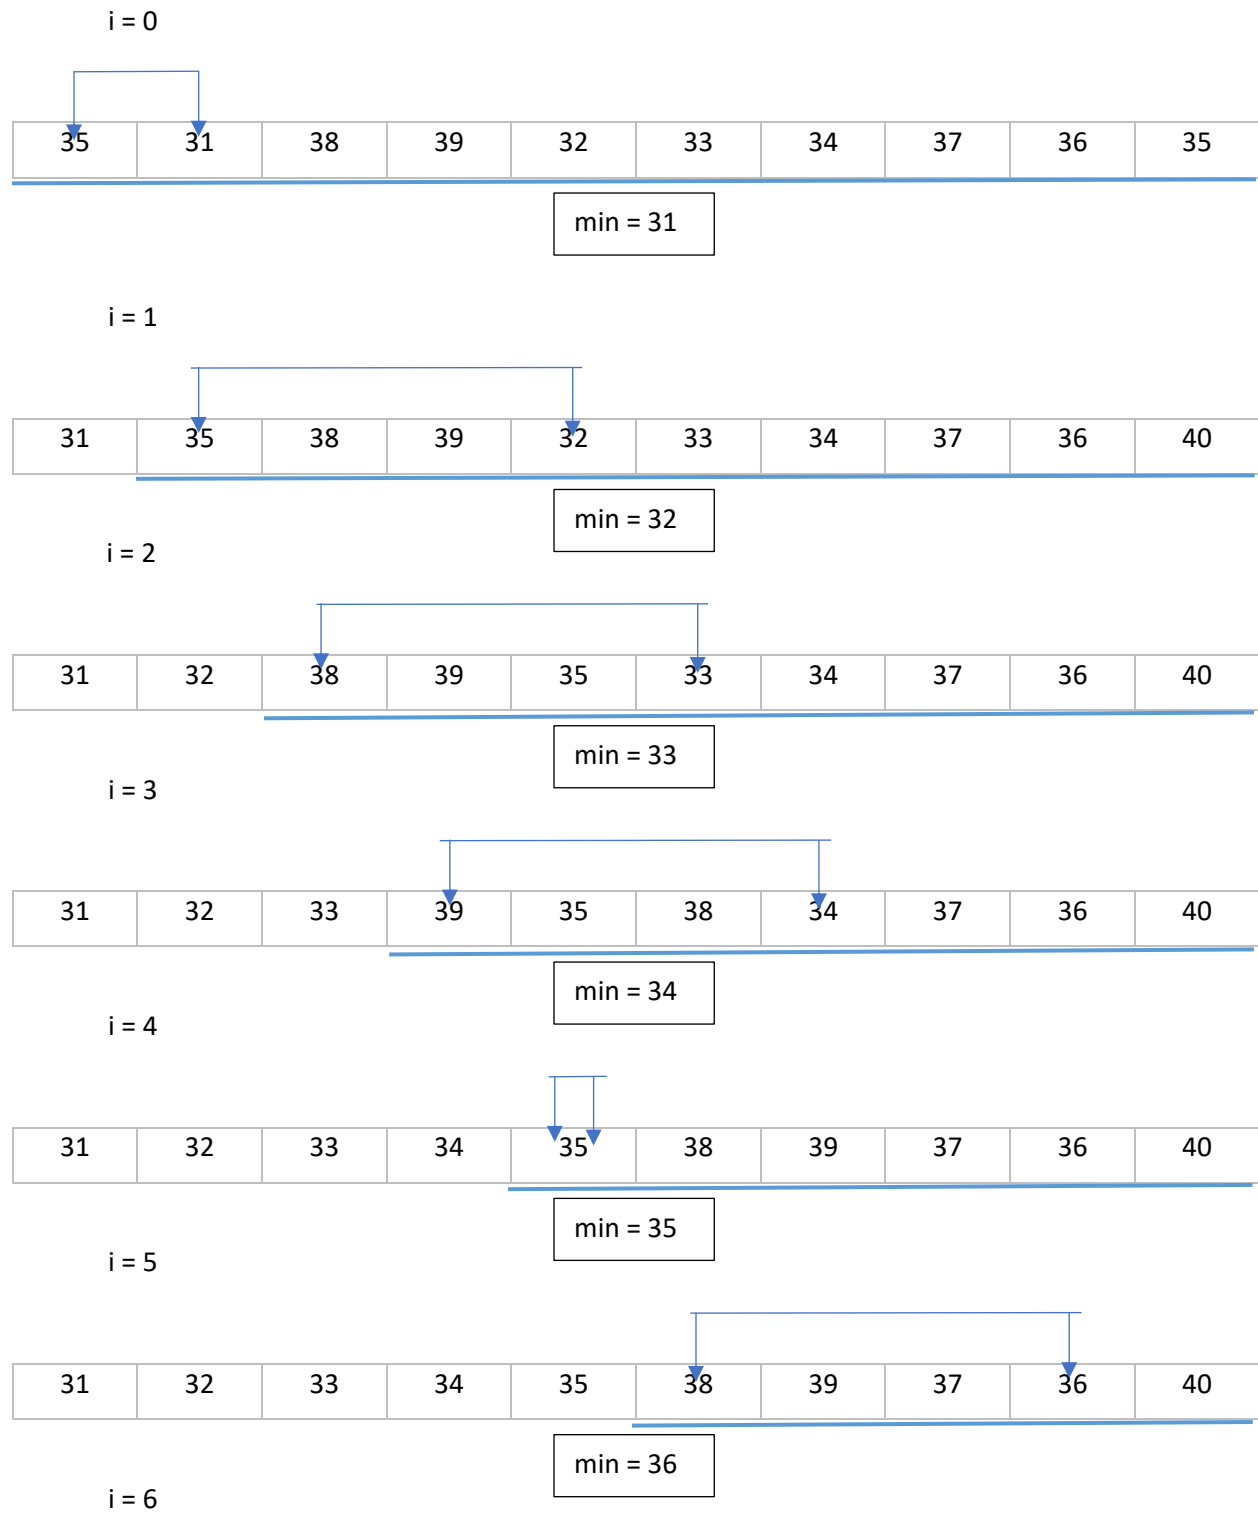 i = 0
35 31 38 39 32 33 34 37 36 35
min = 31
i = 1
31 35 38 39 32 33 34 37 36 40
min = 32
i = 2
31 32 38 39 35 33 34 37 36 40
min = 33
i = 3
31 32 33 39 35 38 34 37 36 40
min = 34
i = 4
31 32 33 34 35 38 39 37 36 40
min = 35
i = 5
31 32 33 34 35 38 39 37 36 40
min = 36
i = 6